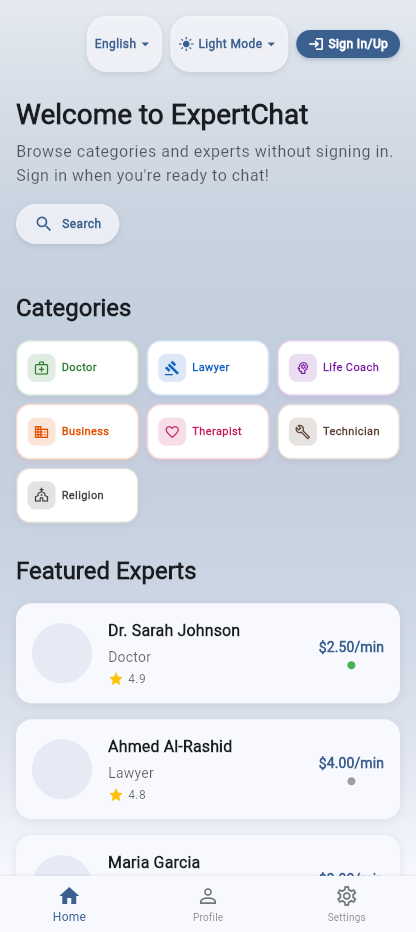 English
Light Mode
Sign In/Up
Welcome to ExpertChat
Browse categories and experts without signing in.
Sign in when you're ready to chat!
Search
Categories
Doctor
Lawyer
Life Coach
Business
Therapist
Technician
Religion
Featured Experts
Dr. Sarah Johnson
Doctor
4.9
$2.50/min
Ahmed Al-Rashid
Lawyer
4.8
$4.00/min
Maria Garcia
Home
Profile
Settings